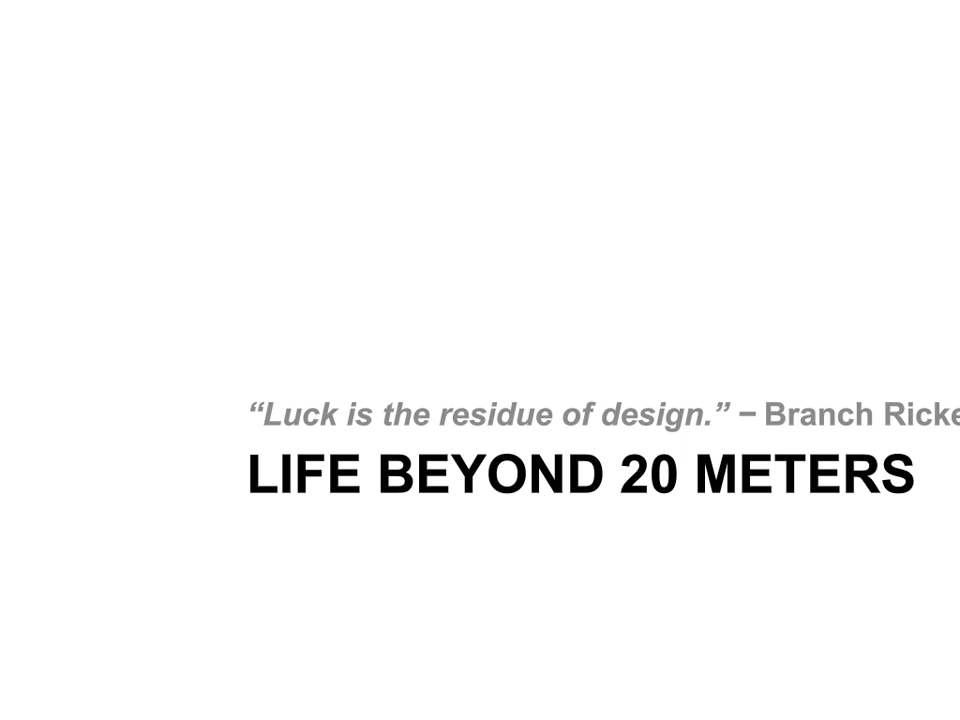 “Luck is the residue of design.” − Branch Ricke
LIFE BEYOND 20 METERS